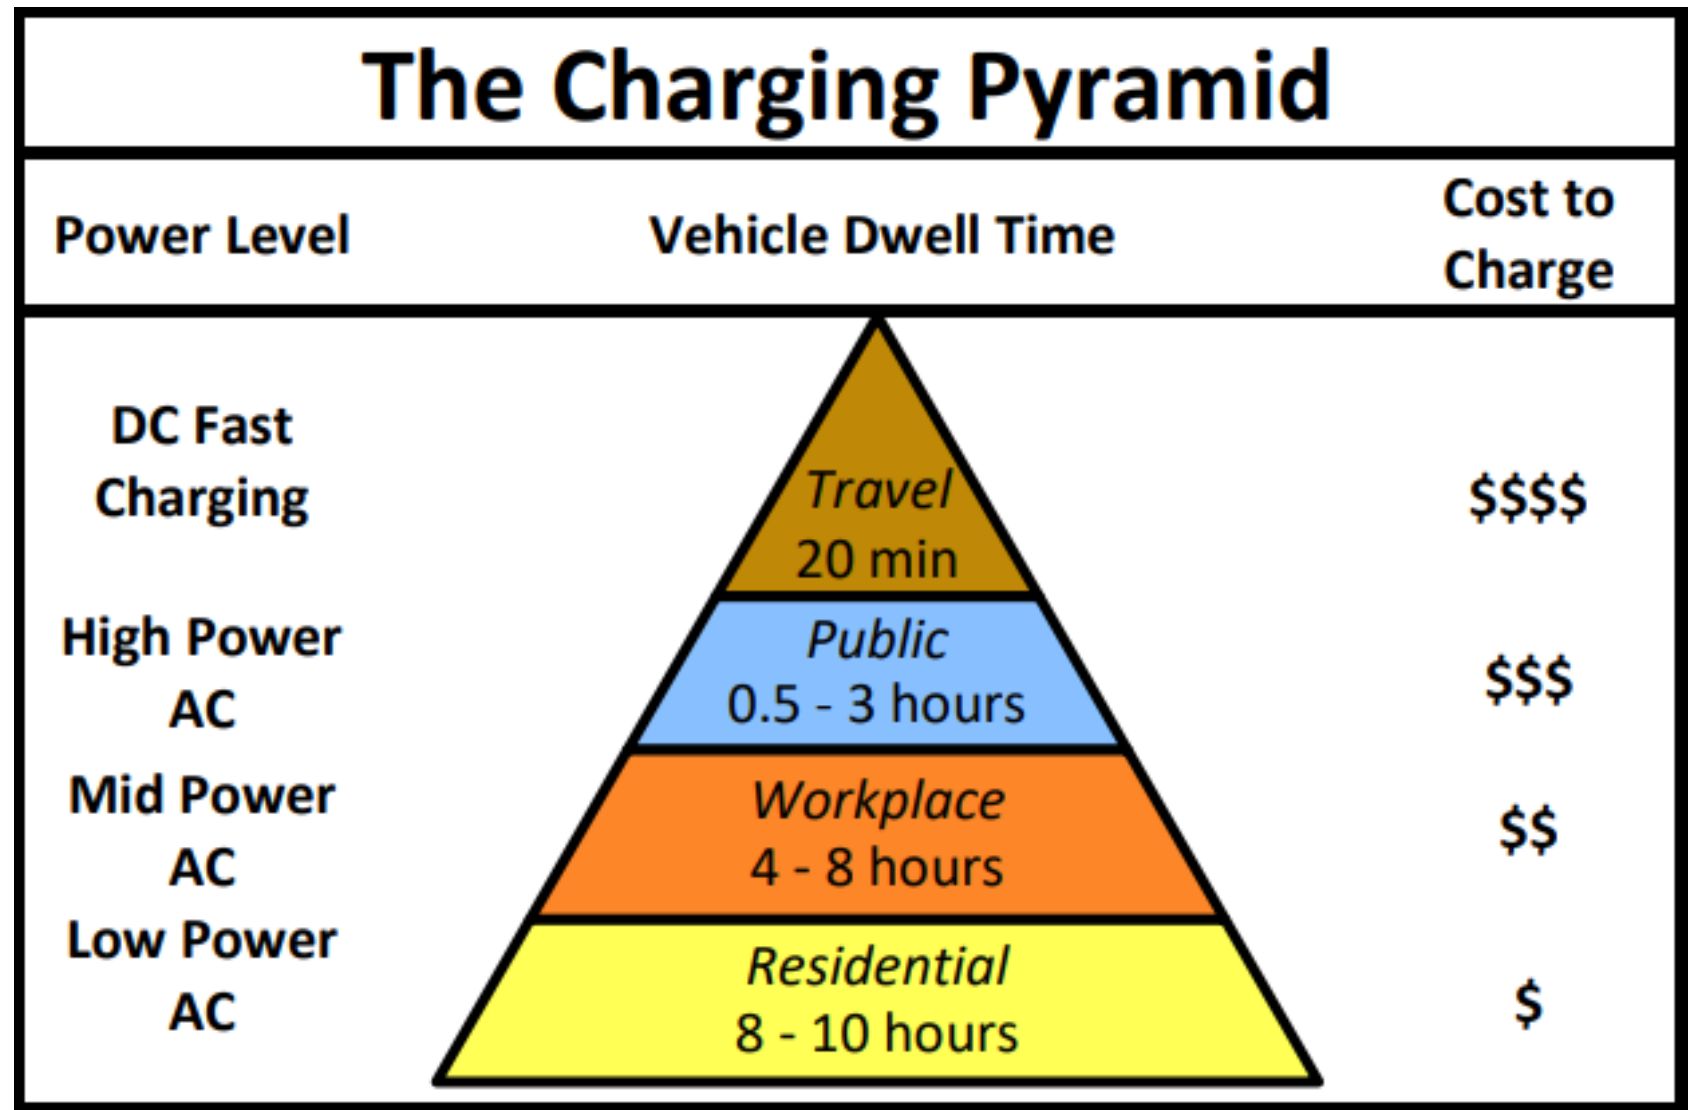 The Charging Pyramid
Power Level
Vehicle Dwell Time
Cost to
Charge
DC Fast
Charging
Travel
20 min
$$$$
High Power
AC
Public
0.5 - 3 hours
$$$
Mid Power
AC
Workplace
4 - 8 hours
$$
Low Power
AC
Residential
8 - 10 hours
$